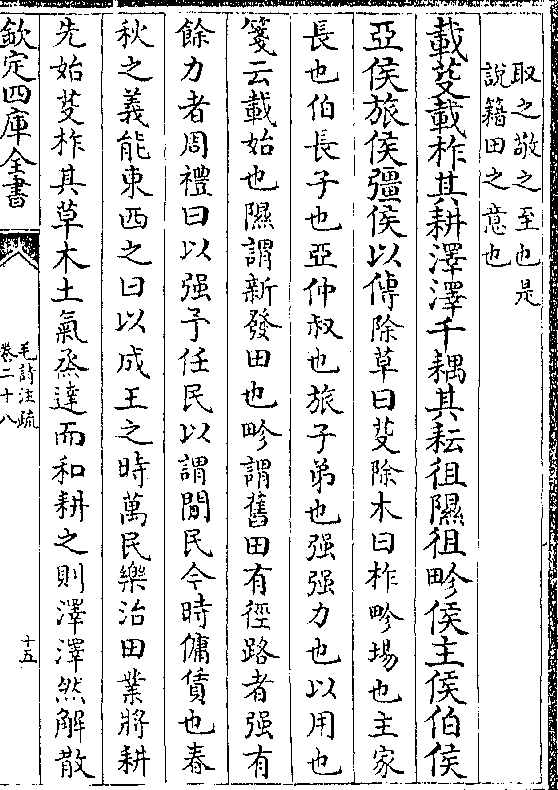 取之敬之至也是
說籍田之意也
載芟載柞其耕澤澤千耦其耘徂隰徂畛侯主侯伯侯
亞侯旅侯彊侯以傳除草曰芟除木曰柞畛埸也主家
長也伯長子也亞仲叔也旅子弟也强强力也以用也
箋云載始也隰謂新發田也畛謂舊田有徑路者强有
餘力者周禮曰以强予任民以謂閒民今時傭賃也春
秋之義能東西之曰以成王之時萬民樂治田業將耕
先始芟柞其草木土氣烝達而和耕之則澤澤然解散
欽定四庫全書
毛詩注疏
卷二十八
十五